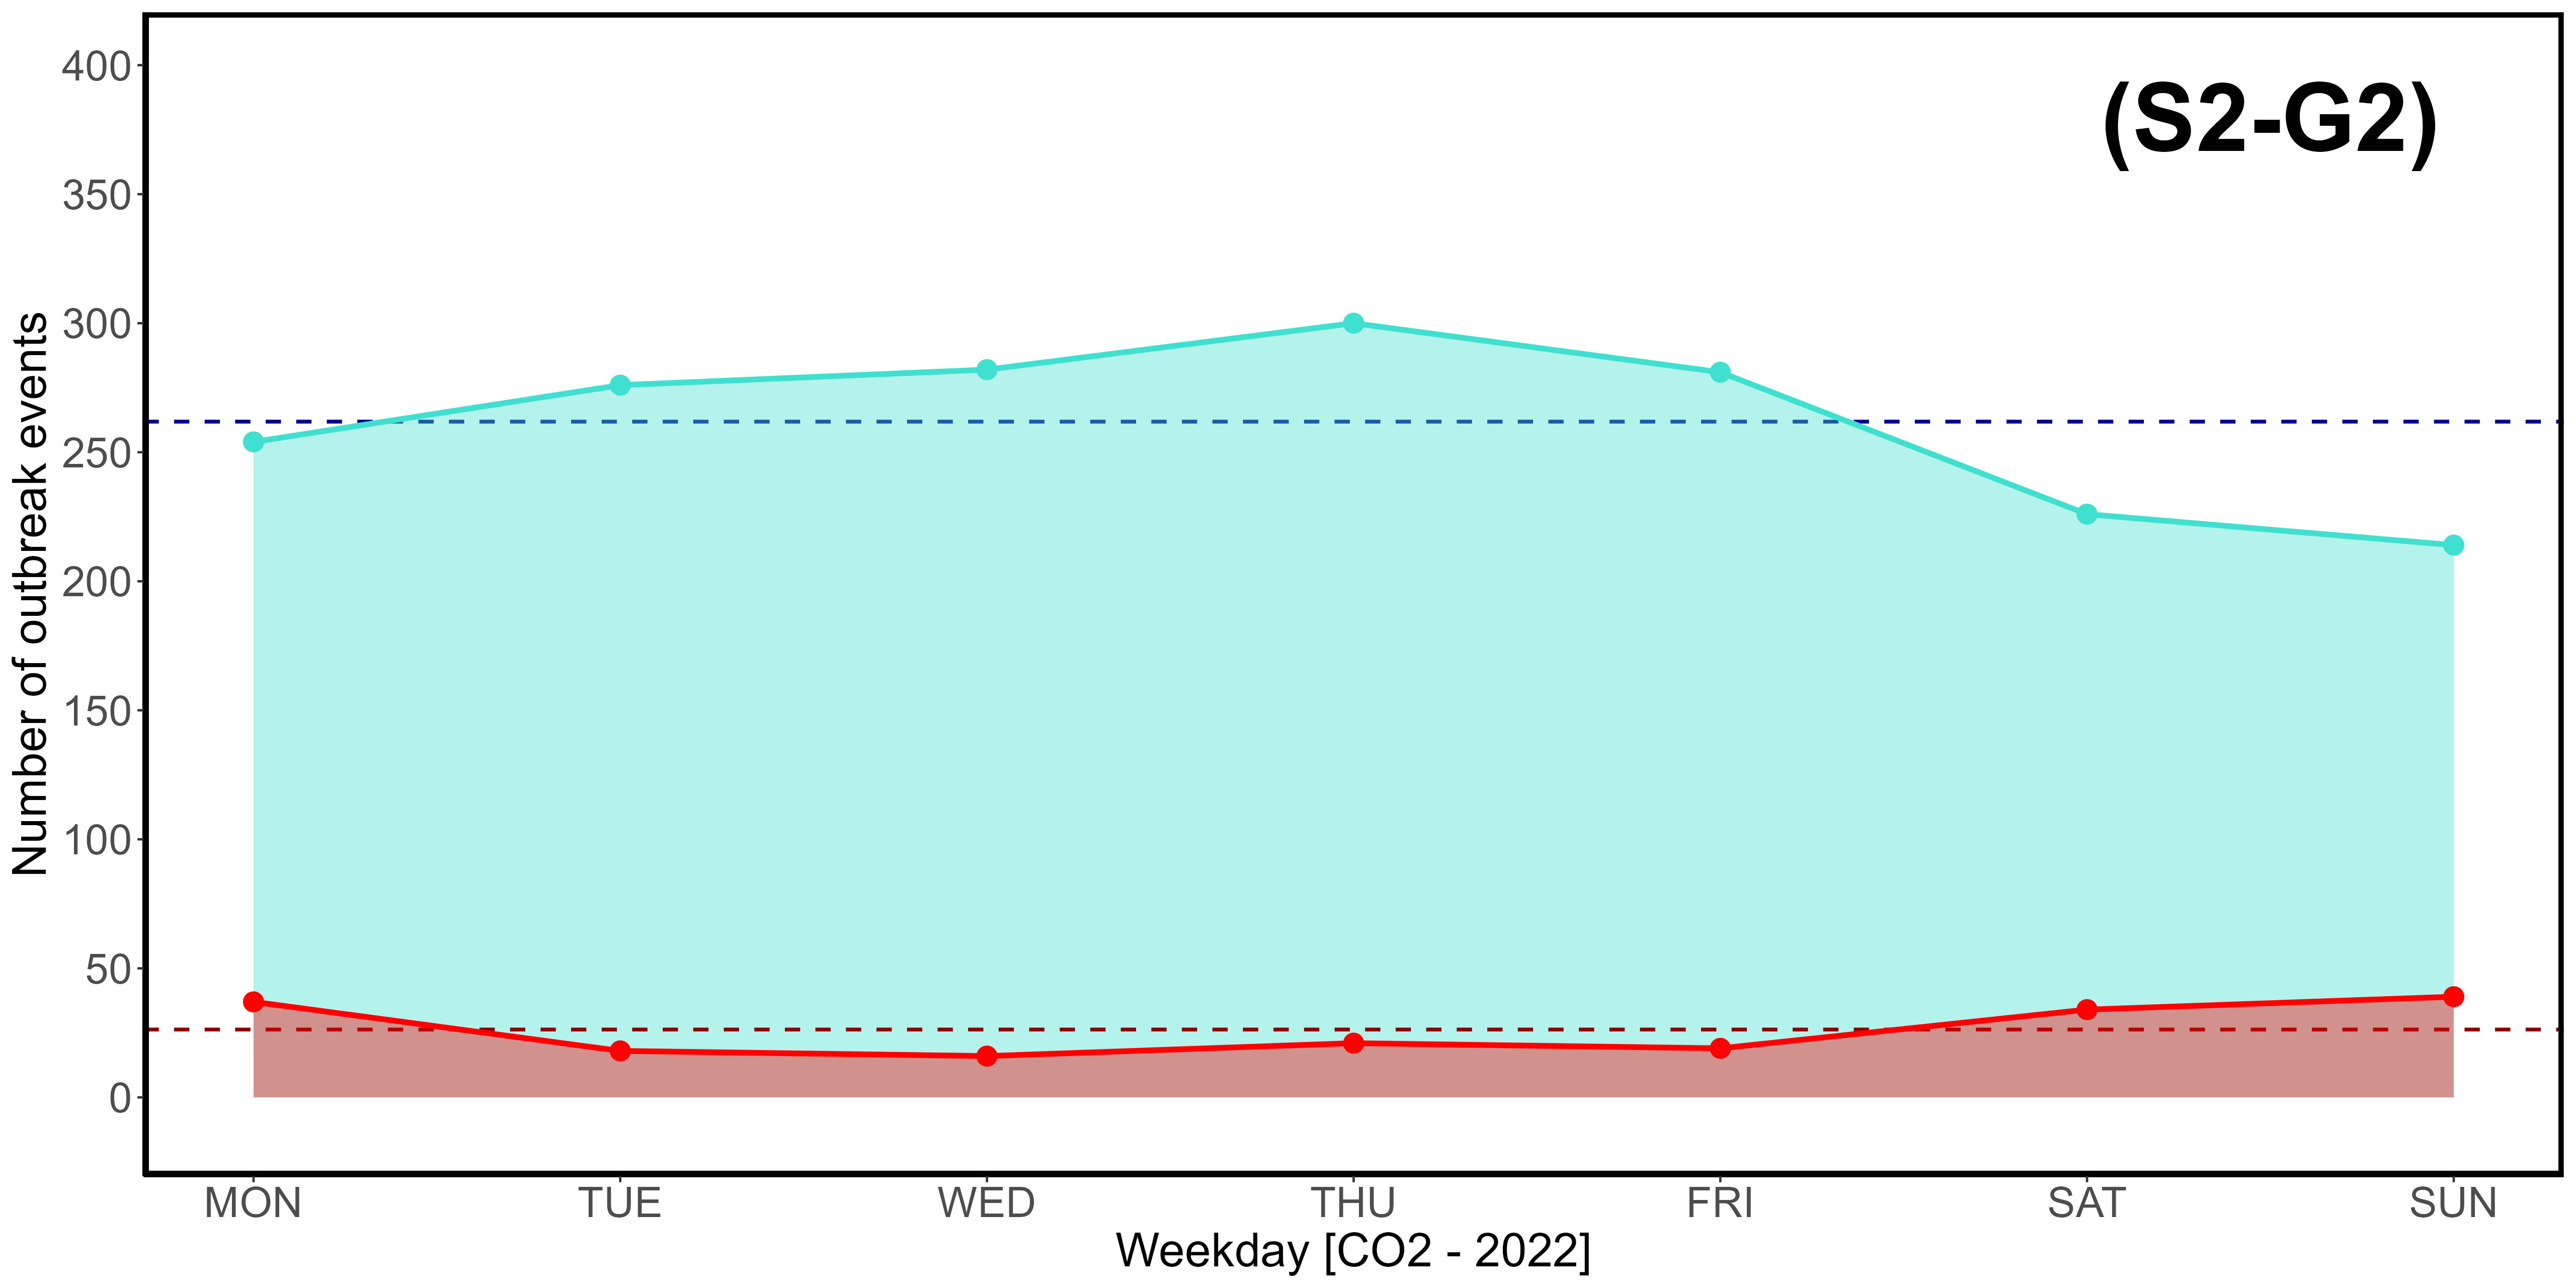 (S2-G2)
Number of outbreak events
400
350
300
250
200
150
100
50
0
MON TUE WED THU FRI SAT SUN
Weekday [CO2 - 2022]